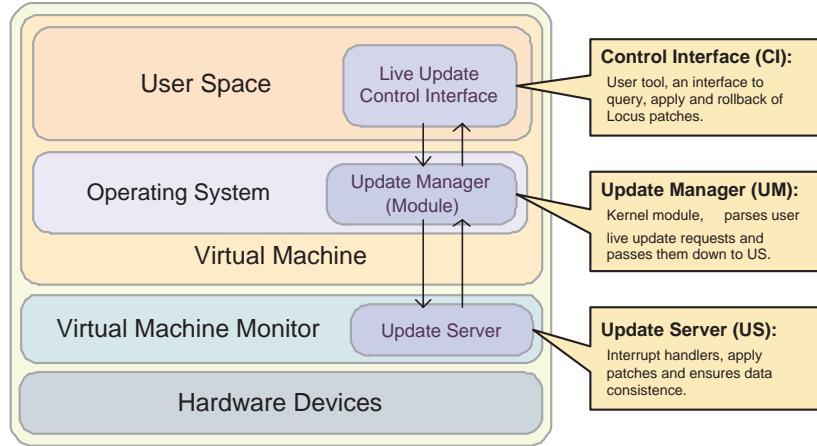 User Space
Live Update
Control Interface
Operating System
Update Manager
(Module)
Virtual Machine
Virtual Machine Monitor
Update Server
Hardware Devices
Control Interface (CI):
User tool, an interface to
query, apply and rollback of
Locus patches.
Update Manager (UM):
Kernel module, parses user
live update requests and
passes them down to US.
Update Server (US):
Interrupt handlers, apply
patches and ensures data
consistence.